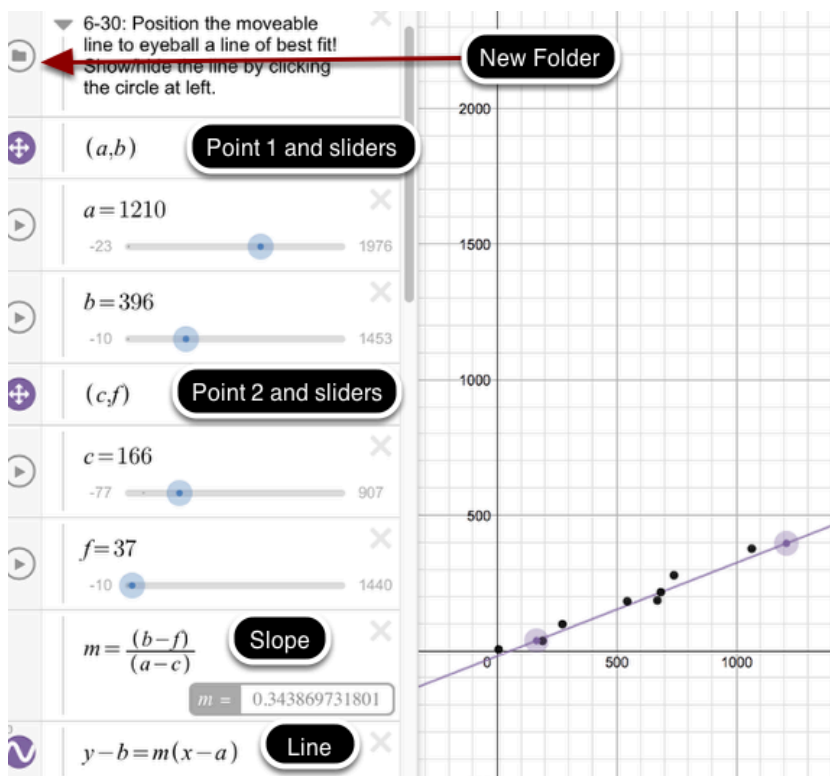 6-30: Position the moveable
line to eyeball a line of best fit!
Show/hide the line by clicking
the circle at left.
New Folder
(a,b)
Point 1 and sliders
a=1210
-23
1976
b=396
-10
1453
(c,f)
Point 2 and sliders
c=166
-77
907
f=37
-10
1440
m=(b-f)/(a-c)
Slope
m = 0.343869731801
y-b=m(x-a)
Line
2000
1500
1000
500
0
500
1000